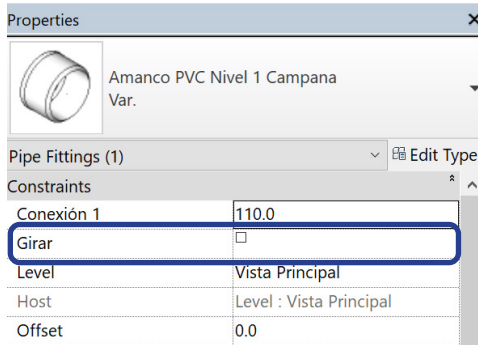 Properties
Amanco PVC Nivel 1 Campana
Var.
Pipe Fittings (1)
Edit Type
Constraints
Conexión 1 110.0
Girar
Level Vista Principal
Host Level : Vista Principal
Offset 0.0